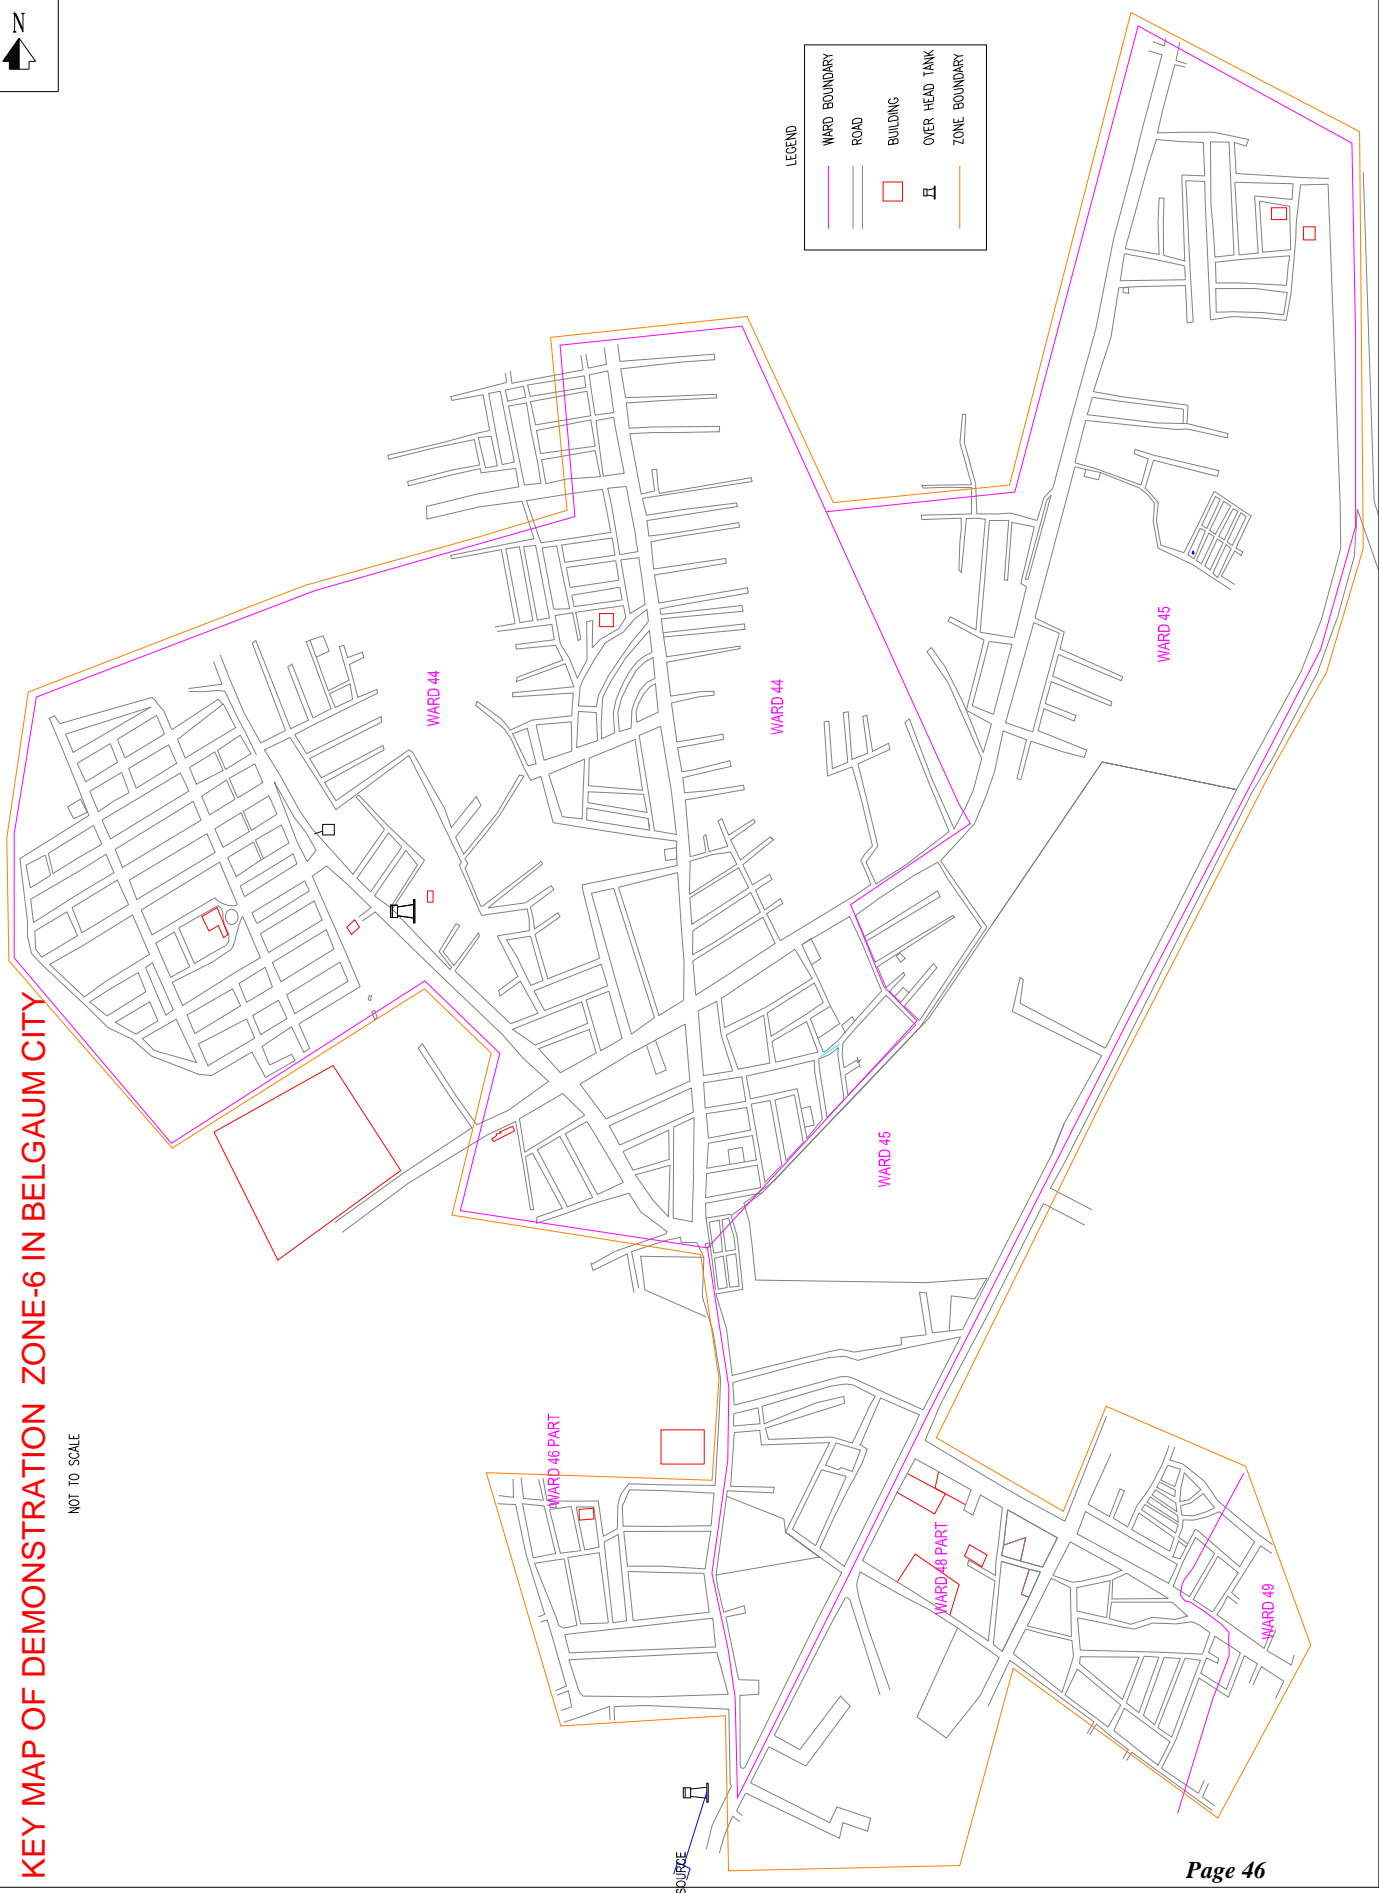 N
KEY MAP OF DEMONSTRATION ZONE-6 IN BELGAUM CITY
NOT TO SCALE
LEGEND
WARD BOUNDARY
ROAD
BUILDING
OVER HEAD TANK
ZONE BOUNDARY
WARD 44
WARD 44
WARD 45
WARD 45
WARD 46 PART
WARD 48 PART
WARD 49
SOURCE
Page 46